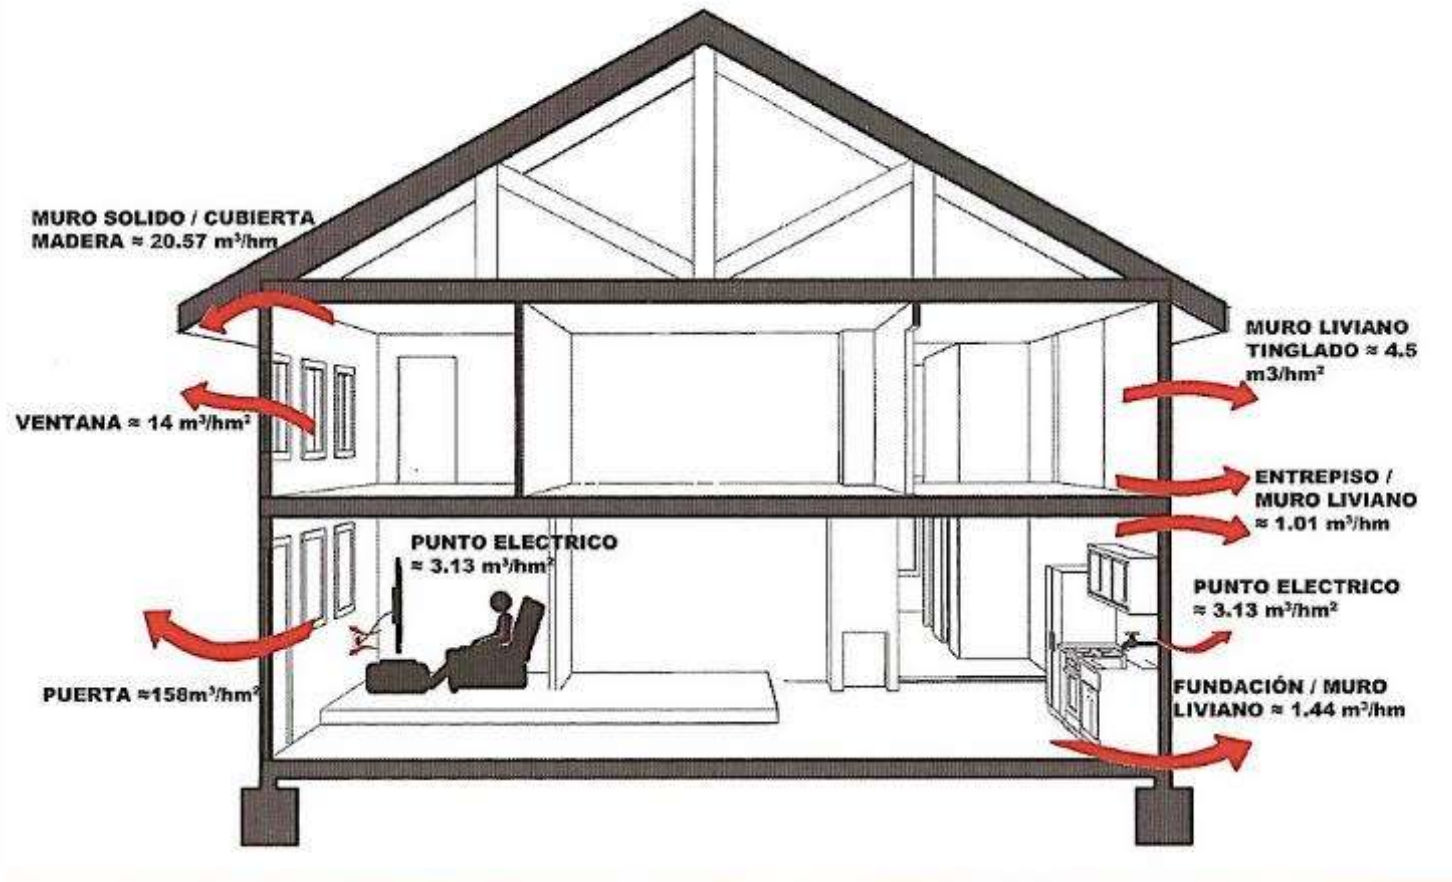 MURO SOLIDO / CUBIERTA
MADERA ≈ 20.57 m³/hm
VENTANA ≈ 14 m³/hm²
PUERTA ≈158m³/hm²
PUNTO ELECTRICO
≈ 3.13 m³/hm²
MURO LIVIANO
TINGLADO ≈ 4.5
m3/hm²
ENTREPISO /
MURO LIVIANO
≈ 1.01 m³/hm
PUNTO ELECTRICO
≈ 3.13 m³/hm²
FUNDACIÓN / MURO
LIVIANO ≈ 1.44 m³/hm